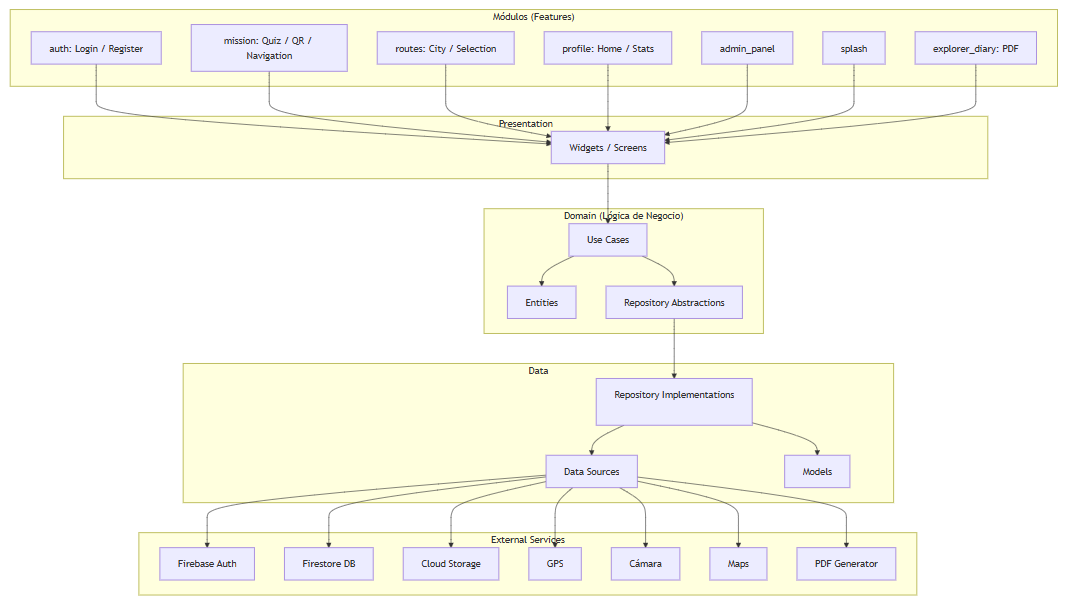 Módulos (Features)
auth: Login / Register
mission: Quiz / QR /
Navigation
routes: City / Selection
profile: Home / Stats
admin_panel
splash
explorer_diary: PDF
Presentation
Widgets / Screens
Domain (Lógica de Negocio)
Use Cases
Entities
Repository Abstractions
Data
Repository Implementations
Data Sources
Models
External Services
Firebase Auth
Firestore DB
Cloud Storage
GPS
Cámara
Maps
PDF Generator